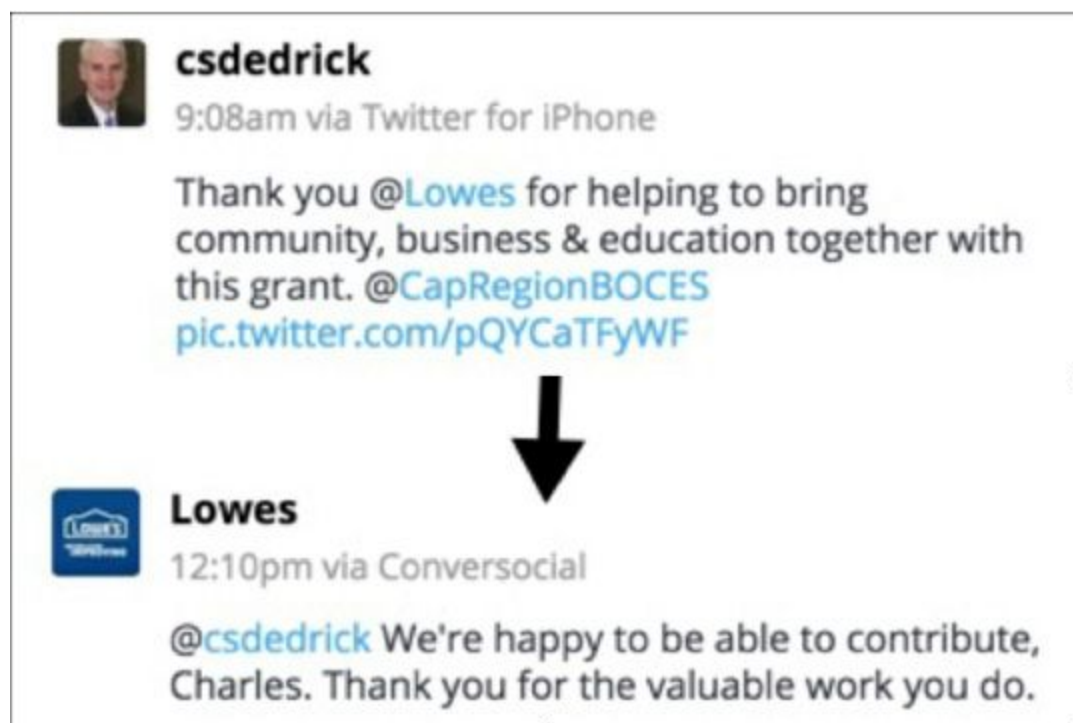 csdedrick
9:08am via Twitter for iPhone
Thank you @Lowes for helping to bring
community, business & education together with
this grant. @CapRegionBOCES
pic.twitter.com/pQYCaTFyWF
LOWE'S
Lowes
12:10pm via Conversocial
@csdedrick We're happy to be able to contribute,
Charles. Thank you for the valuable work you do.